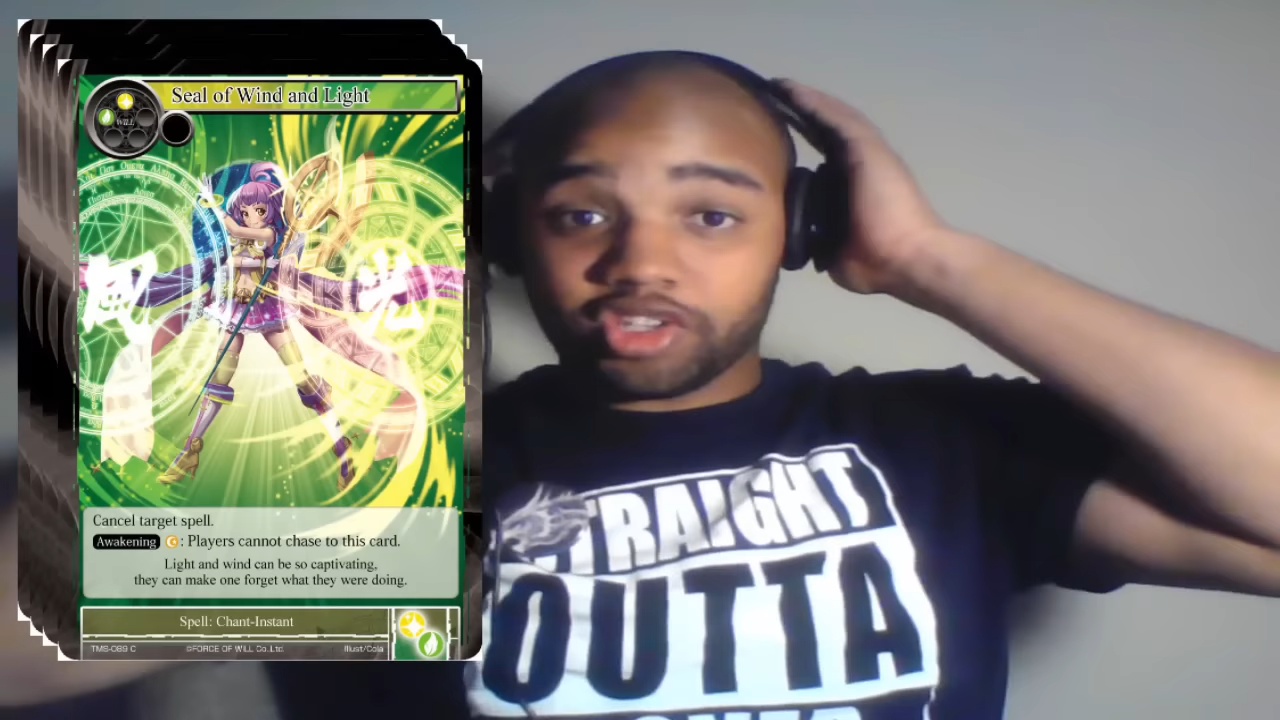 Seal of Wind and Light
WILL
風
光
Cancel target spell.
Awakening : Players cannot chase to this card.
Light and wind can be so captivating,
they can make one forget what they were doing.
Spell: Chant-Instant
TMS-089 C ©FORCE OF WILL Co.,Ltd. Illust/Cola
STRAIGHT
OUTTA